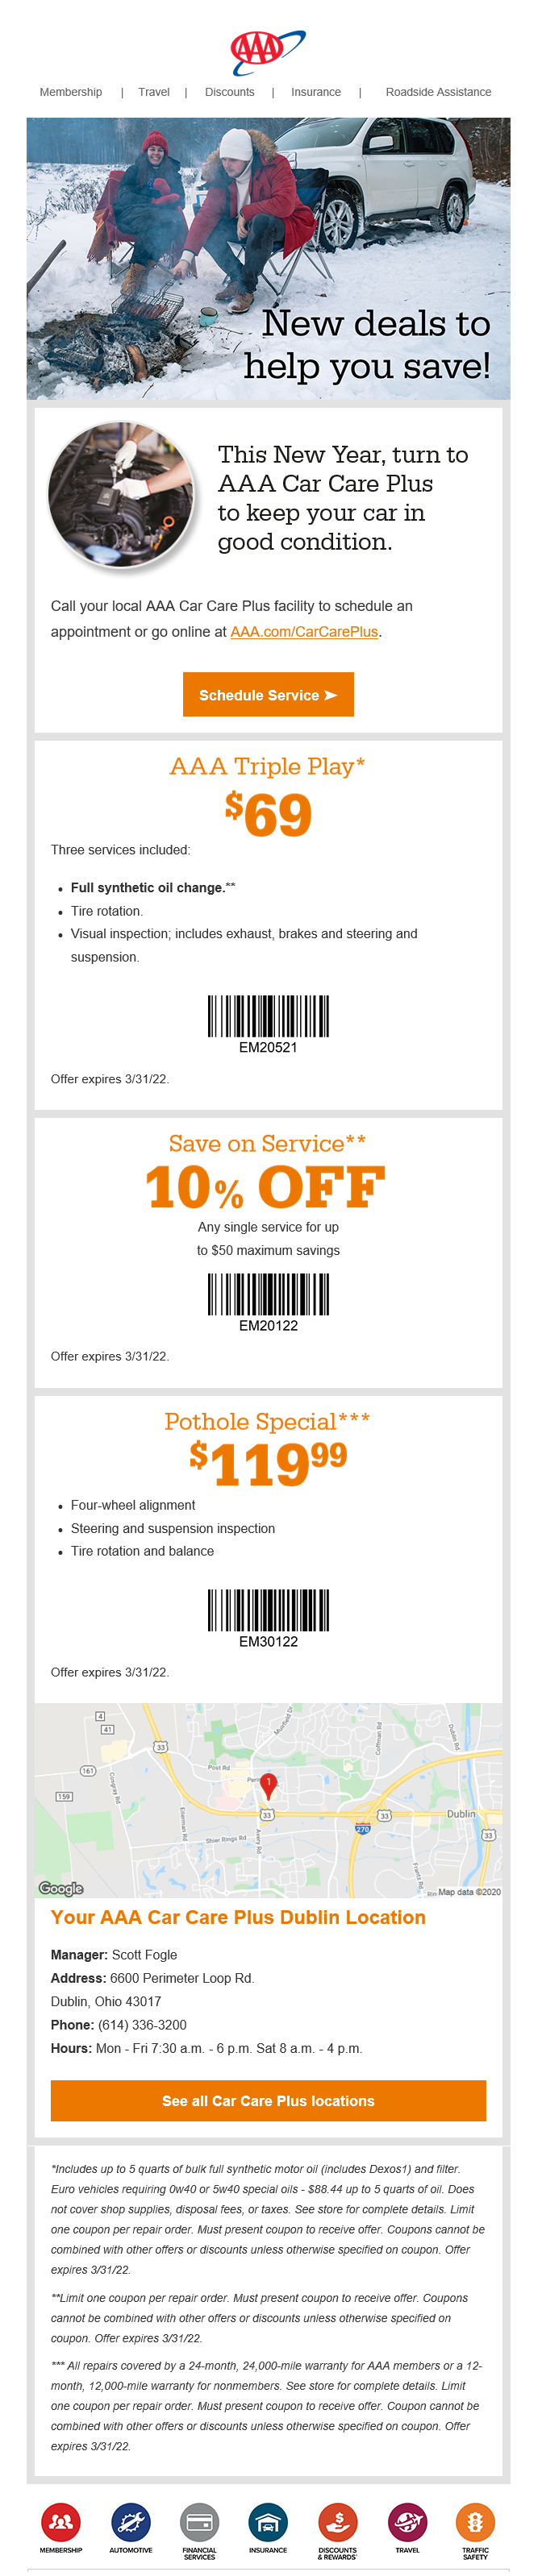 AAA
Membership | Travel | Discounts | Insurance | Roadside Assistance
New deals to
help you save!
This New Year, turn to
AAA Car Care Plus
to keep your car in
good condition.
Call your local AAA Car Care Plus facility to schedule an
appointment or go online at AAA.com/CarCarePlus.
Schedule Service ➤
AAA Triple Play*
$69
Three services included:
• Full synthetic oil change.**
• Tire rotation.
• Visual inspection; includes exhaust, brakes and steering and
suspension.
EM20521
Offer expires 3/31/22.
Save on Service**
10% OFF
Any single service for up
to $50 maximum savings
EM20122
Offer expires 3/31/22.
Pothole Special***
$11999
• Four-wheel alignment
• Steering and suspension inspection
• Tire rotation and balance
EM30122
Offer expires 3/31/22.
4
41
33
161
Post Rd
159
1
33
33
270
Dublin
33
Shier Rings Rd
Avery Rd
Muirfield Dr
Coffman Rd
Dublin Rd
Cosgray Rd
Eiterman Rd
Frantz Rd
Google
Map data ©2020
Your AAA Car Care Plus Dublin Location
Manager: Scott Fogle
Address: 6600 Perimeter Loop Rd.
Dublin, Ohio 43017
Phone: (614) 336-3200
Hours: Mon - Fri 7:30 a.m. - 6 p.m. Sat 8 a.m. - 4 p.m.
See all Car Care Plus locations
*Includes up to 5 quarts of bulk full synthetic motor oil (includes Dexos1) and filter.
Euro vehicles requiring 0w40 or 5w40 special oils - $88.44 up to 5 quarts of oil. Does
not cover shop supplies, disposal fees, or taxes. See store for complete details. Limit
one coupon per repair order. Must present coupon to receive offer. Coupons cannot be
combined with other offers or discounts unless otherwise specified on coupon. Offer
expires 3/31/22.
**Limit one coupon per repair order. Must present coupon to receive offer. Coupons
cannot be combined with other offers or discounts unless otherwise specified on
coupon. Offer expires 3/31/22.
*** All repairs covered by a 24-month, 24,000-mile warranty for AAA members or a 12-
month, 12,000-mile warranty for nonmembers. See store for complete details. Limit
one coupon per repair order. Must present coupon to receive offer. Coupon cannot be
combined with other offers or discounts unless otherwise specified on coupon. Offer
expires 3/31/22.
MEMBERSHIP
AUTOMOTIVE
FINANCIAL
SERVICES
INSURANCE
DISCOUNTS
& REWARDS
TRAVEL
TRAFFIC
SAFETY